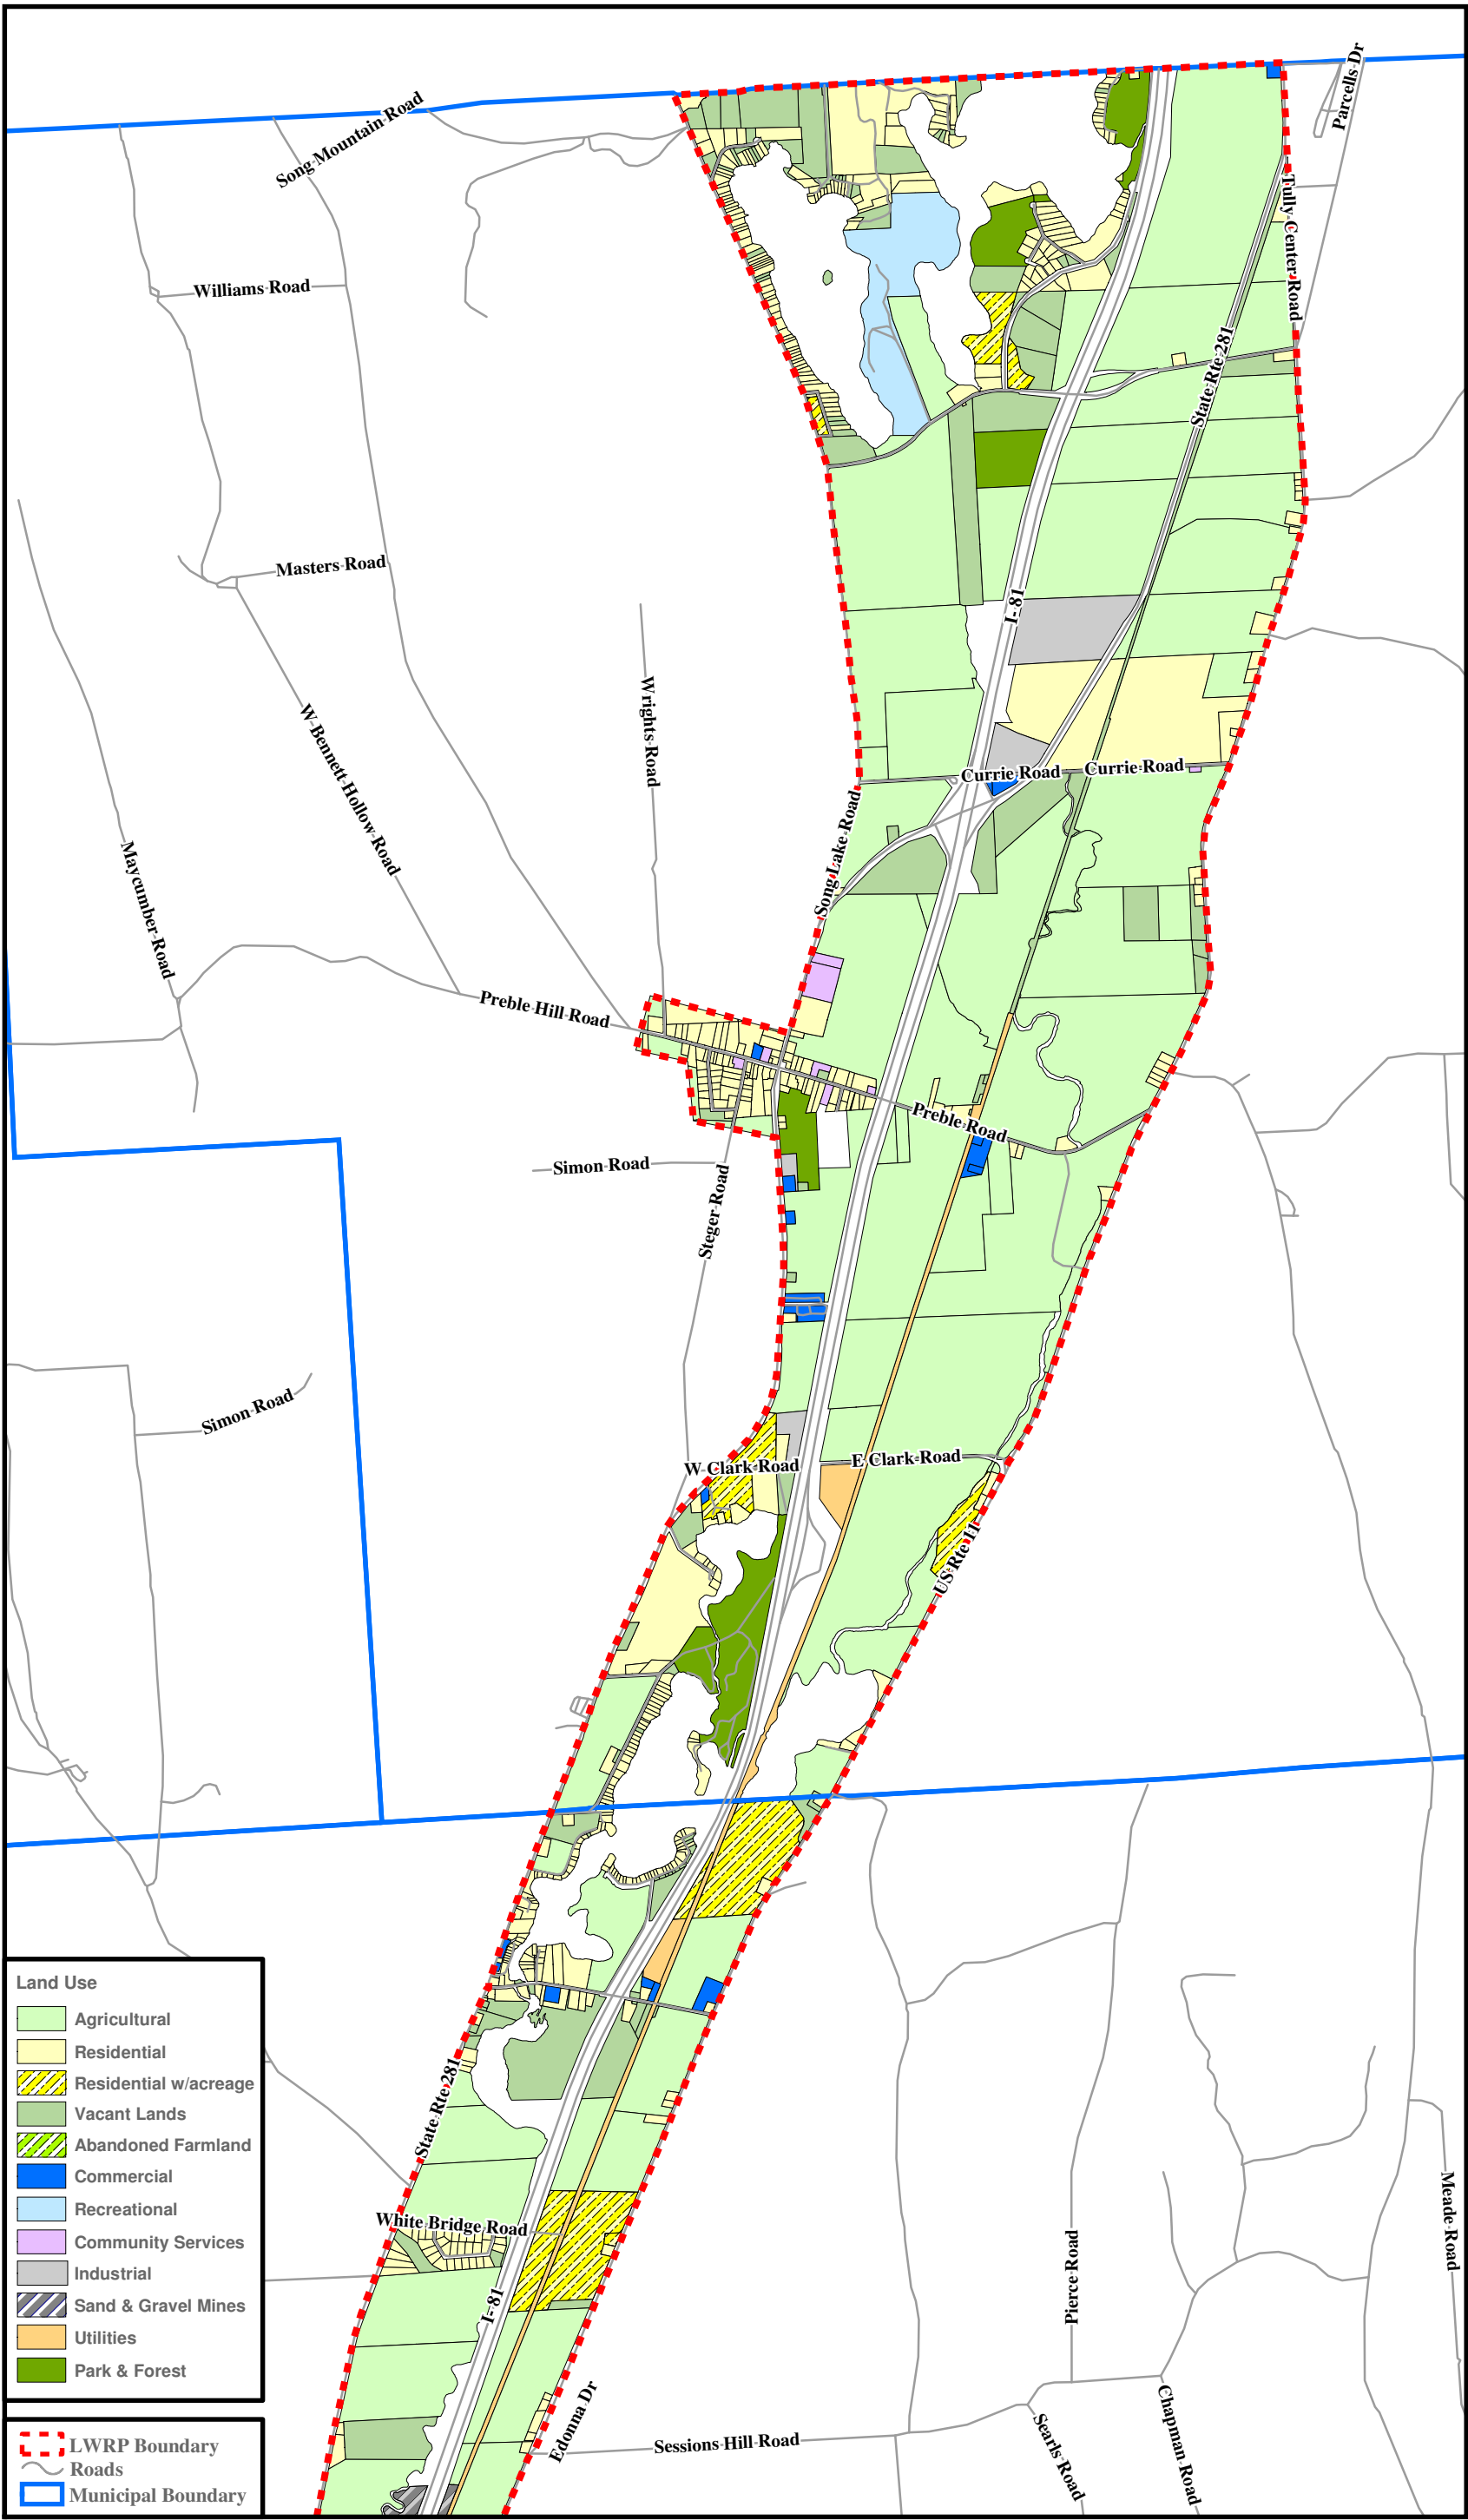 Parcells Dr
Song Mountain Road
Tully Center Road
Williams Road
State Rte 281
Masters Road
I-81
Wrights Road
W Bennett Hollow Road
Currie Road
Currie Road
Song Lake Road
Maycumber Road
Preble Hill Road
Preble Road
Simon Road
Steger Road
Simon Road
W Clark Road
E Clark Road
US Rte 11
State Rte 281
White Bridge Road
I-81
Meade Road
Pierce Road
Edonna Dr
Sessions Hill Road
Searls Road
Chapman Road
Land Use
Agricultural
Residential
Residential w/acreage
Vacant Lands
Abandoned Farmland
Commercial
Recreational
Community Services
Industrial
Sand & Gravel Mines
Utilities
Park & Forest
LWRP Boundary
Roads
Municipal Boundary